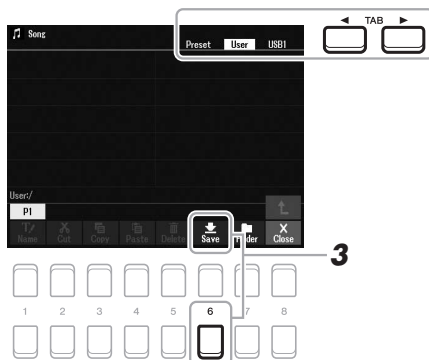 Song
Preset User USB1
◀ TAB ▶
User:/
P1
Name Cut Copy Paste Delete Save Folder Close
3
1 2 3 4 5 6 7 8